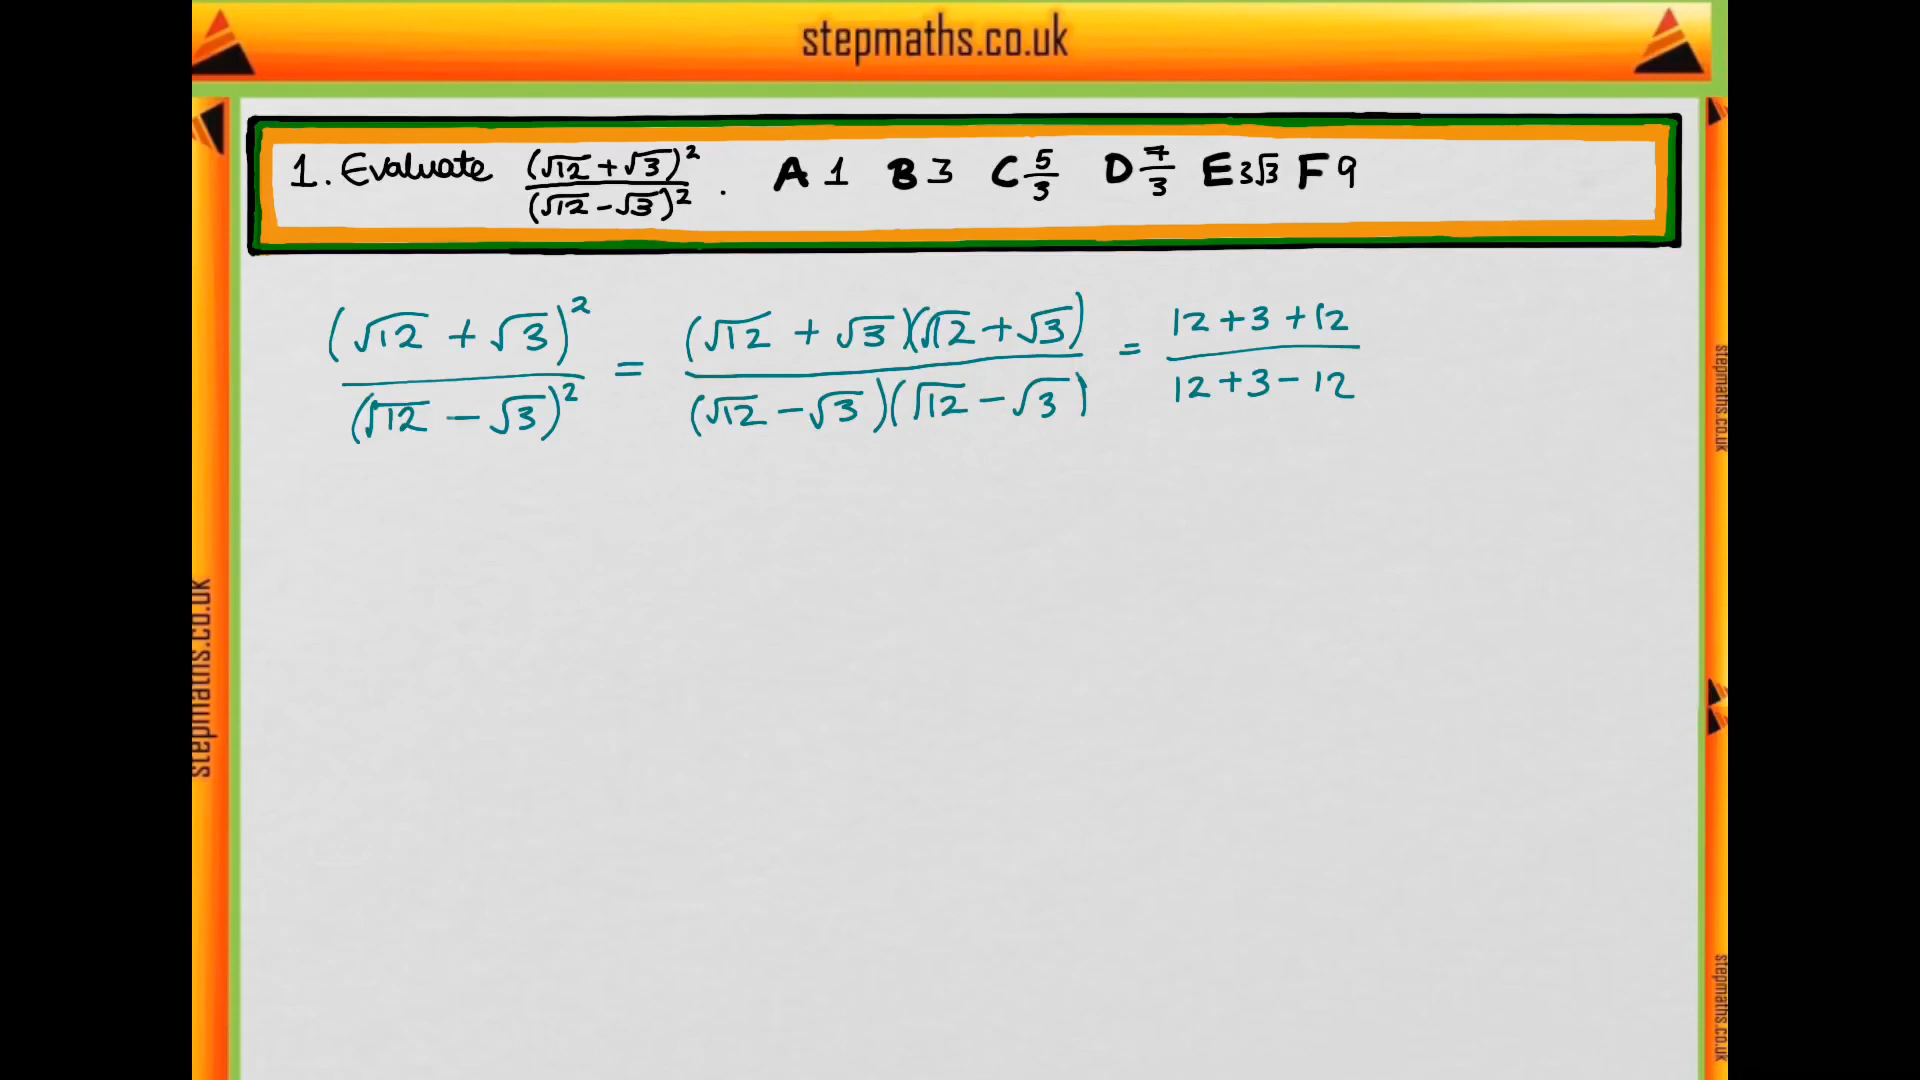 stepmaths.co.uk
1. Evaluate (√12 + √3)² / (√12 - √3)² . A 1 B 3 C 5/3 D 7/3 E 3√3 F 9
(√12 + √3)² / (√12 - √3)² = (√12 + √3)(√12 + √3) / (√12 - √3)(√12 - √3) = 12 + 3 + 12 / 12 + 3 - 12
stepmaths.co.uk
stepmaths.co.uk
stepmaths.co.uk